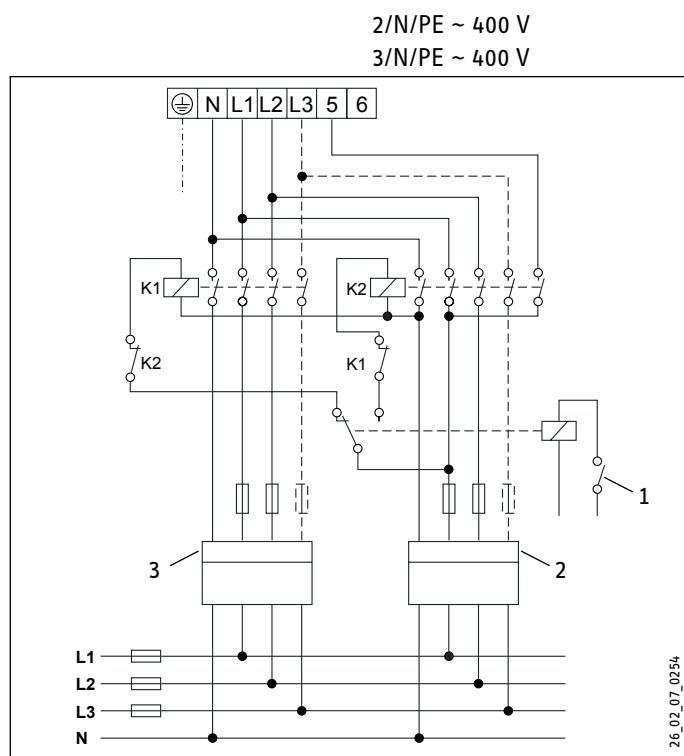 2/N/PE ~ 400 V
3/N/PE ~ 400 V
N L1 L2 L3 5 6
K1
K2
K2
K1
1
3
2
L1
L2
L3
N
26_02_07_0254